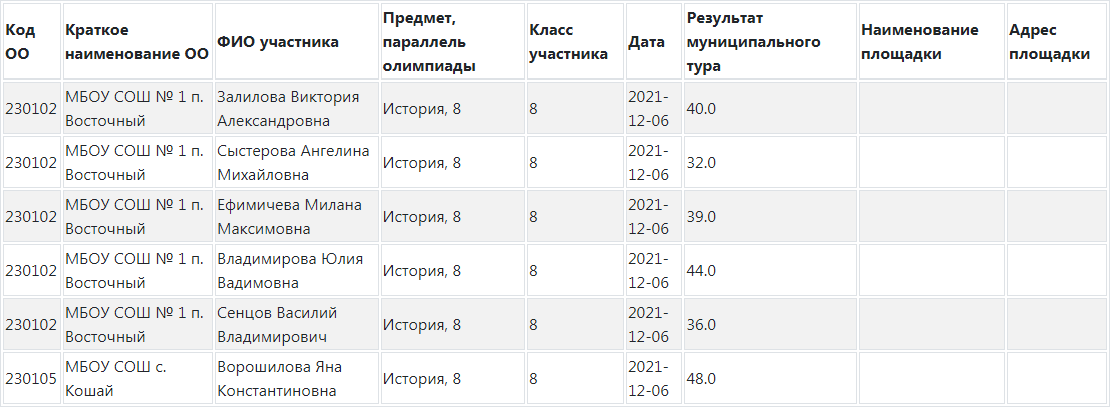 Код ОО
Краткое наименование ОО
ФИО участника
Предмет, параллель олимпиады
Класс участника
Дата
Результат муниципального тура
Наименование площадки
Адрес площадки
230102
МБОУ СОШ № 1 п. Восточный
Залилова Виктория Александровна
История, 8
8
2021-12-06
40.0
230102
МБОУ СОШ № 1 п. Восточный
Сыстерова Ангелина Михайловна
История, 8
8
2021-12-06
32.0
230102
МБОУ СОШ № 1 п. Восточный
Ефимичева Милана Максимовна
История, 8
8
2021-12-06
39.0
230102
МБОУ СОШ № 1 п. Восточный
Владимирова Юлия Вадимовна
История, 8
8
2021-12-06
44.0
230102
МБОУ СОШ № 1 п. Восточный
Сенцов Василий Владимирович
История, 8
8
2021-12-06
36.0
230105
МБОУ СОШ с. Кошай
Ворошилова Яна Константиновна
История, 8
8
2021-12-06
48.0